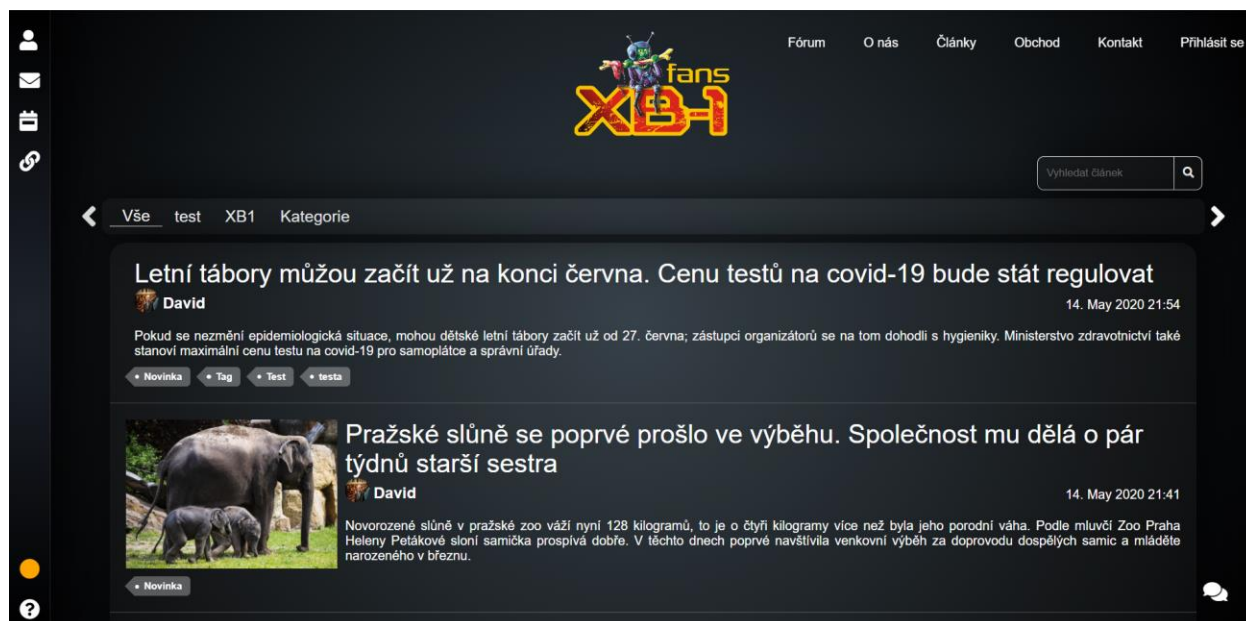 fans
XB-1
Fórum O nás Články Obchod Kontakt Přihlásit se
Vyhledat článek
Vše test XB1 Kategorie
Letní tábory můžou začít už na konci června. Cenu testů na covid-19 bude stát regulovat
David
14. May 2020 21:54
Pokud se nezmění epidemiologická situace, mohou dětské letní tábory začít už od 27. června; zástupci organizátorů se na tom dohodli s hygieniky. Ministerstvo zdravotnictví také
stanoví maximální cenu testu na covid-19 pro samoplátce a správní úřady.
• Novinka • Tag • Test • testa
Pražské slůně se poprvé prošlo ve výběhu. Společnost mu dělá o pár
týdnů starší sestra
David
14. May 2020 21:41
Novorozené slůně v pražské zoo váží nyní 128 kilogramů, to je o čtyři kilogramy více než byla jeho porodní váha. Podle mluvčí Zoo Praha
Heleny Petákové sloní samička prospívá dobře. V těchto dnech poprvé navštívila venkovní výběh za doprovodu dospělých samic a mláděte
narozeného v březnu.
• Novinka